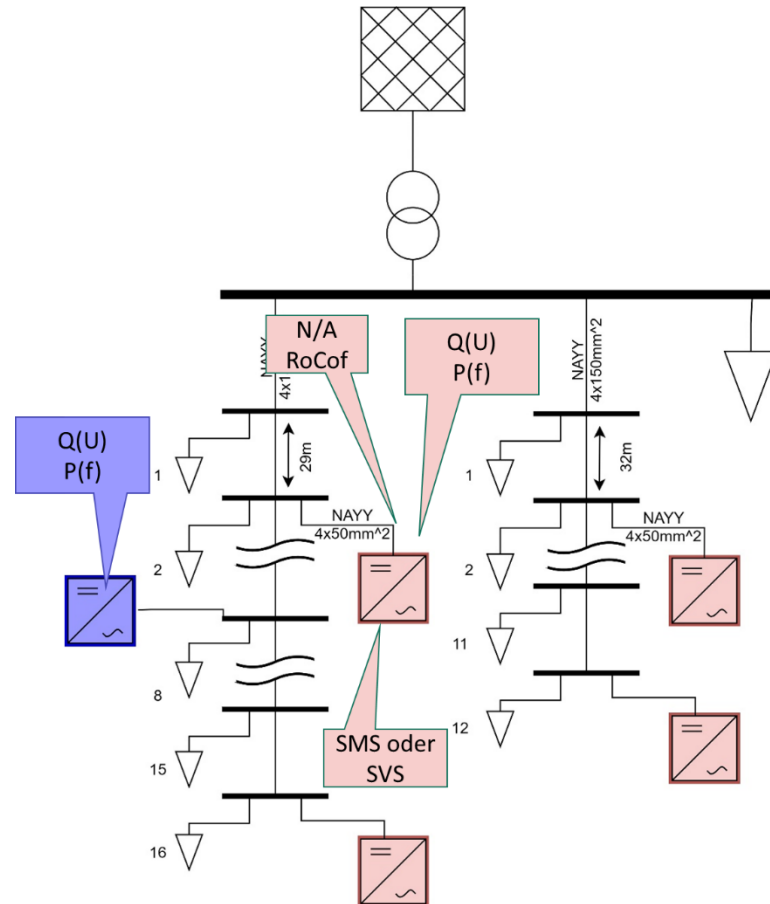 N/A
RoCof
Q(U)
P(f)
NAYY
4x1
NAYY
4x150mm^2
Q(U)
P(f)
1
29m
1
32m
NAYY
4x50mm^2
NAYY
4x50mm^2
2
2
8
11
SMS oder
SVS
12
15
16